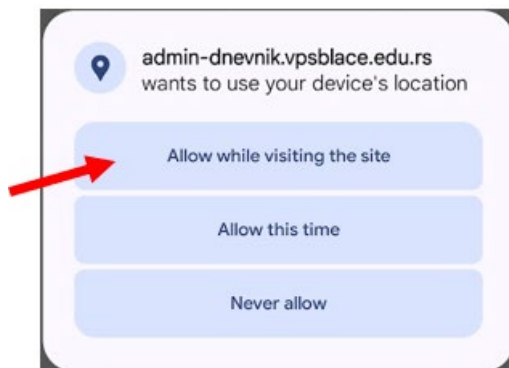 admin-dnevnik.vpsblace.edu.rs
wants to use your device's location
Allow while visiting the site
Allow this time
Never allow